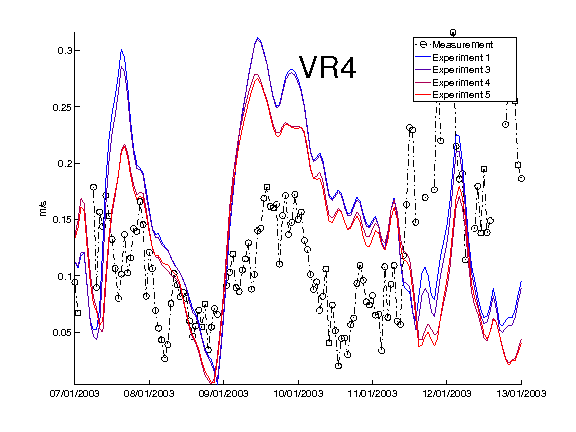 VR4
Measurement
Experiment 1
Experiment 3
Experiment 4
Experiment 5
0.3
0.25
0.2
0.15
0.1
0.05
m/s
07/01/2003 08/01/2003 09/01/2003 10/01/2003 11/01/2003 12/01/2003 13/01/2003